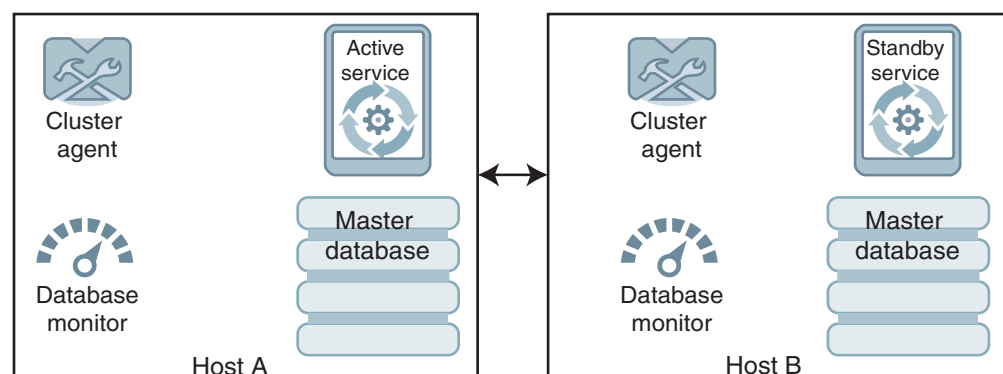 Active
service
Cluster
agent
Master
database
Database
monitor
Host A
Standby
service
Cluster
agent
Master
database
Database
monitor
Host B